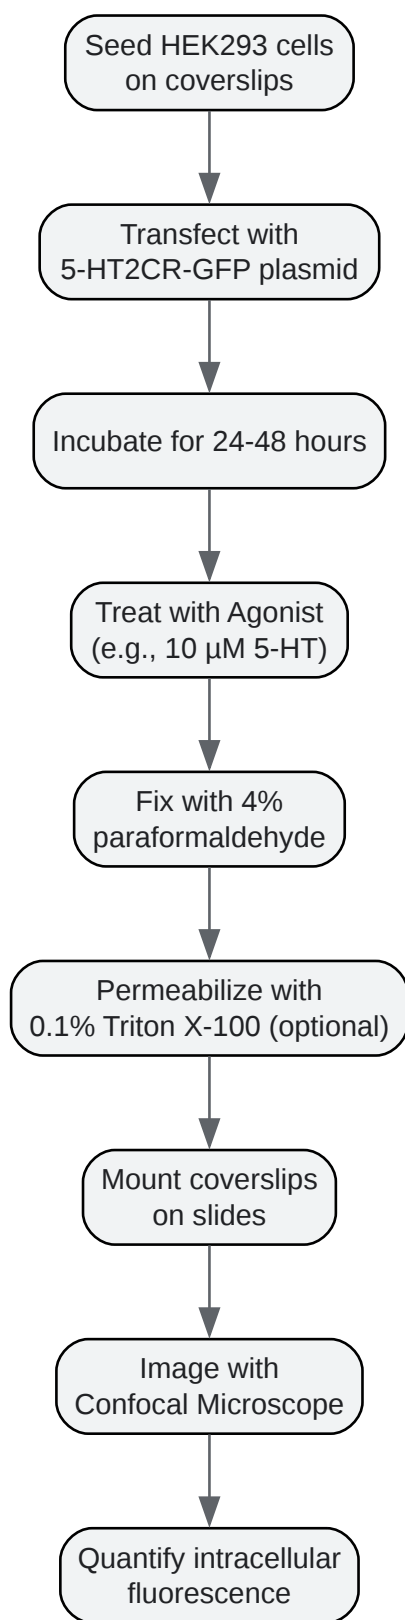 Seed HEK293 cells
on coverslips
Transfect with
5-HT2CR-GFP plasmid
Incubate for 24-48 hours
Treat with Agonist
(e.g., 10 µM 5-HT)
Fix with 4%
paraformaldehyde
Permeabilize with
0.1% Triton X-100 (optional)
Mount coverslips
on slides
Image with
Confocal Microscope
Quantify intracellular
fluorescence